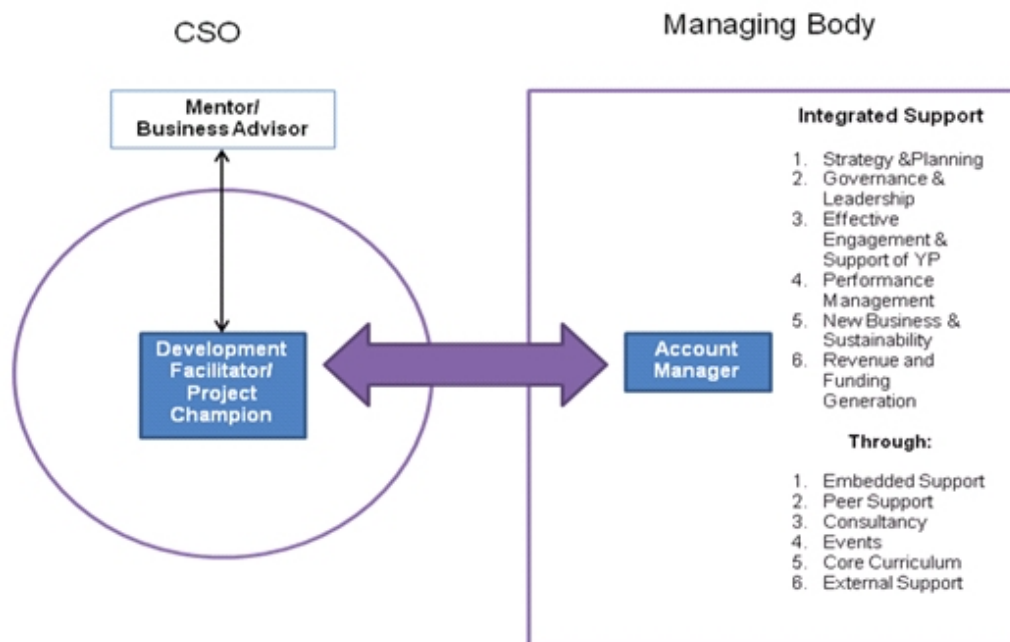 CSO
Managing Body
Mentor/
Business Advisor
Development
Facilitator/
Project
Champion
Account
Manager
Integrated Support
1. Strategy &Planning
2. Governance &
Leadership
3. Effective
Engagement &
Support of YP
4. Performance
Management
5. New Business &
Sustainability
6. Revenue and
Funding
Generation
Through:
1. Embedded Support
2. Peer Support
3. Consultancy
4. Events
5. Core Curriculum
6. External Support